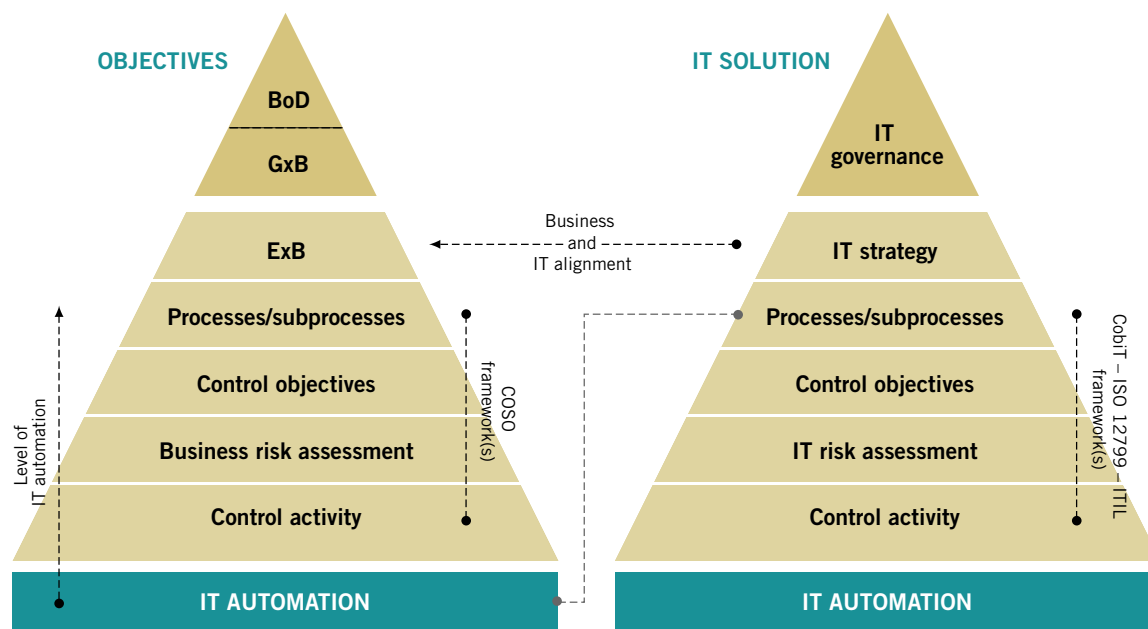 OBJECTIVES
BoD
GxB
ExB
Processes/subprocesses
Control objectives
Business risk assessment
Control activity
IT AUTOMATION
Level of
IT automation
COSO
framework(s)
Business
and
IT alignment
IT SOLUTION
IT
governance
IT strategy
Processes/subprocesses
Control objectives
IT risk assessment
Control activity
IT AUTOMATION
CobiT – ISO 12799 – ITIL
framework(s)